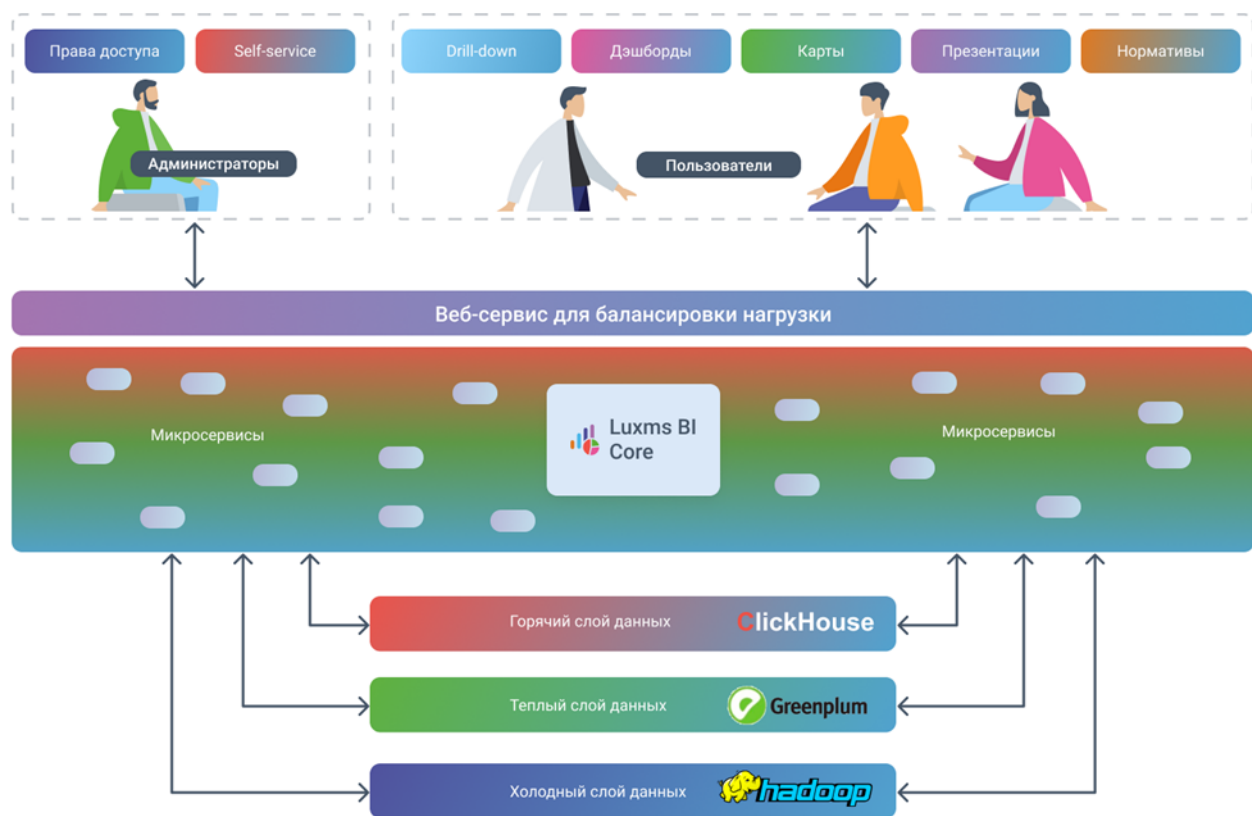 Права доступа
Self-service
Drill-down
Дэшборды
Карты
Презентации
Нормативы
Администраторы
Пользователи
Веб-сервис для балансировки нагрузки
Микросервисы
Luxms BI
Core
Микросервисы
Горячий слой данных
ClickHouse
Теплый слой данных
Greenplum
Холодный слой данных
hadoop